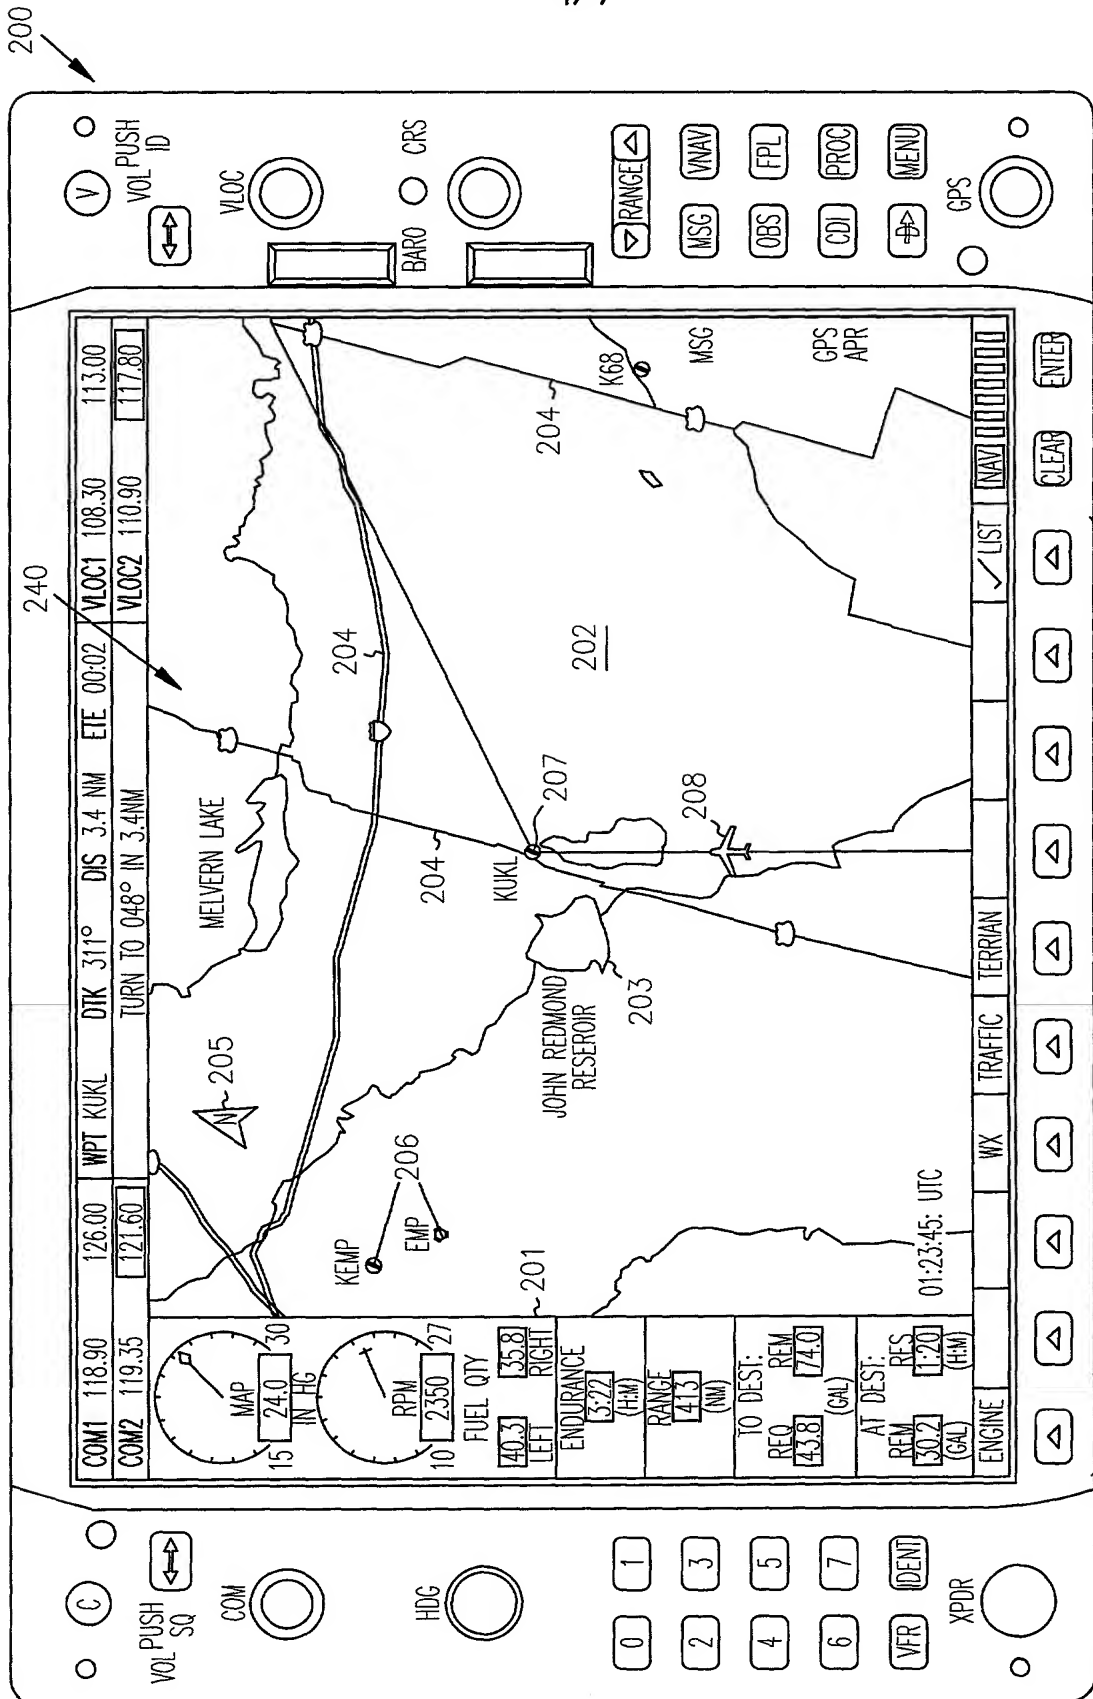 200
240
C
VOL PUSH
SQ
COM
HDG
0 1
2 3
4 5
6 7
VFR IDENT
XPDR
COM1 118.90 126.00 WPT KUKL DTK 311° DIS 3.4 NM ETE 00:02 VLOC1 108.30 113.00
COM2 119.35 121.60 TURN TO 048° IN 3.4NM VLOC2 110.90 117.80
MAP
15 24.0 30
IN HG
RPM
10 2350 27
FUEL QTY
40.3 35.8
LEFT RIGHT
ENDURANCE
3:22
(H:M)
RANGE
413
(NM)
TO DEST:
REQ REM
43.8 74.0
(GAL)
AT DEST:
REM RES
30.2 1:20
(GAL) (H:M)
201
N
205
MELVERN LAKE
204
KEMP
206
EMP
204
KUKL
207
202
204
K68
JOHN REDMOND
RESEROIR
203
208
MSG
GPS
APR
01:23:45: UTC
ENGINE WX TRAFFIC TERRIAN LIST NAV
CLEAR ENTER
V
VOL PUSH
ID
VLOC
BARO CRS
RANGE
MSG VNAV
OBS FPL
CDI PROC
D MENU
GPS